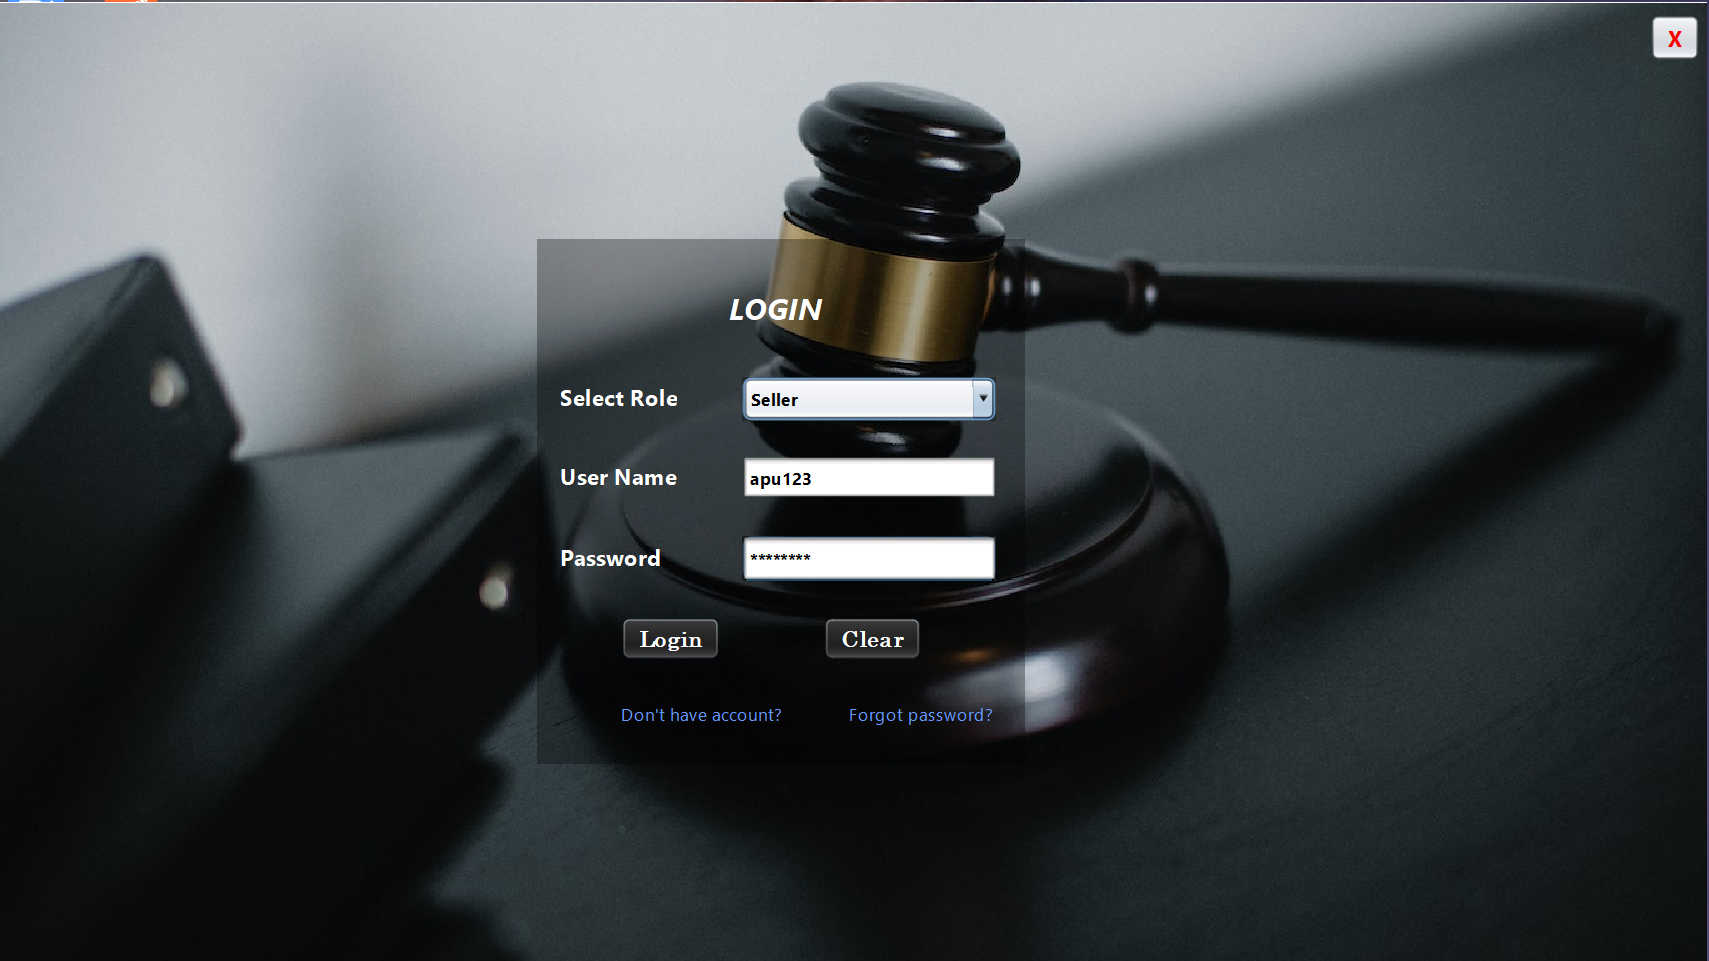 X
LOGIN
Select Role Seller
User Name apu123
Password ********
Login Clear
Don't have account? Forgot password?